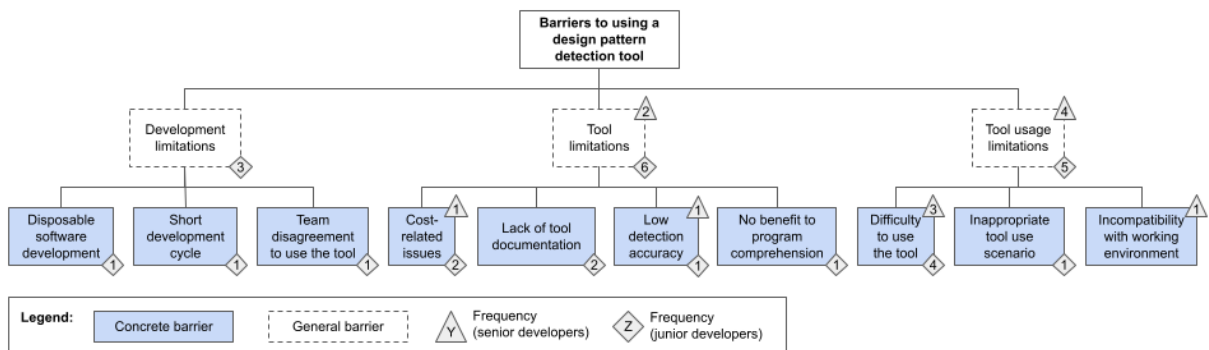 Barriers to using a
design pattern
detection tool
Development
limitations
3
2
Tool
limitations
6
4
Tool usage
limitations
5
Disposable
software
development
1
Short
development
cycle
1
Team
disagreement
to use the tool
1
1
Cost-
related
issues
2
Lack of tool
documentation
2
1
Low
detection
accuracy
1
No benefit to
program
comprehension
1
3
Difficulty
to use
the tool
4
Inappropriate
tool use
scenario
1
1
Incompatibility
with working
environment
Legend:
Concrete barrier
General barrier
Y
Frequency
(senior developers)
Z
Frequency
(junior developers)